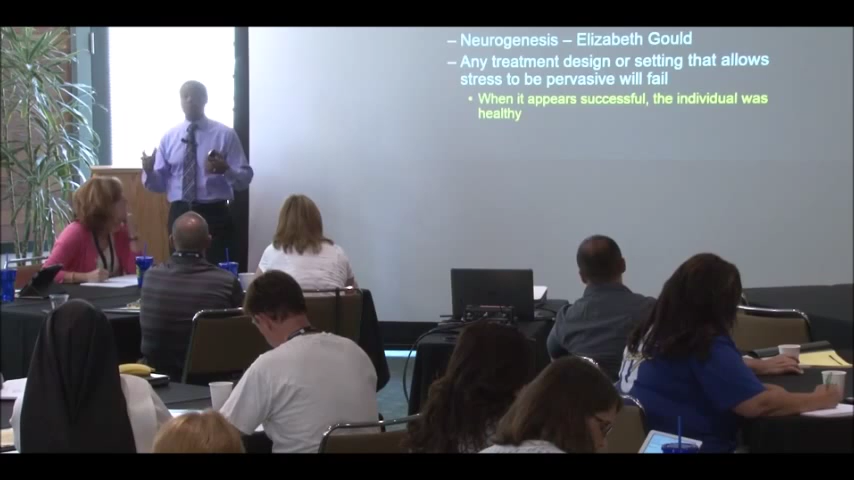 – Neurogenesis – Elizabeth Gould
– Any treatment design or setting that allows
stress to be pervasive will fail
• When it appears successful, the individual was
healthy